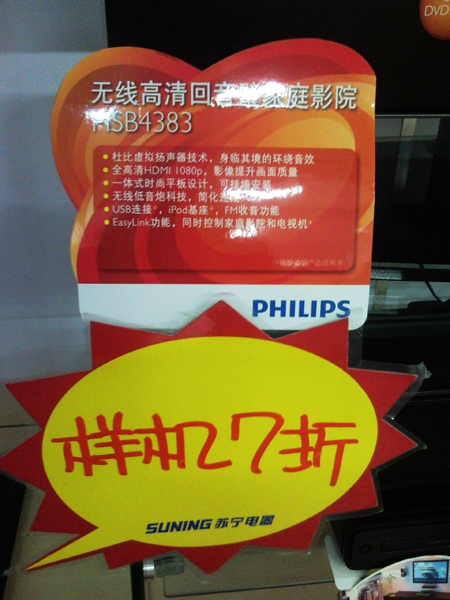 DVD
无线高清回音壁家庭影院
HSB4383
杜比虚拟扬声器技术，身临其境的环绕音效
全高清HDMI 1080p，影像提升画面质量
一体式时尚平板设计，可挂墙安装
无线低音炮科技，简化连
USB连接*，iPod基座*，FM收音功能
EasyLink功能，同时控制家庭影院和电视机*
PHILIPS
样机7折
SUNING 苏宁电器